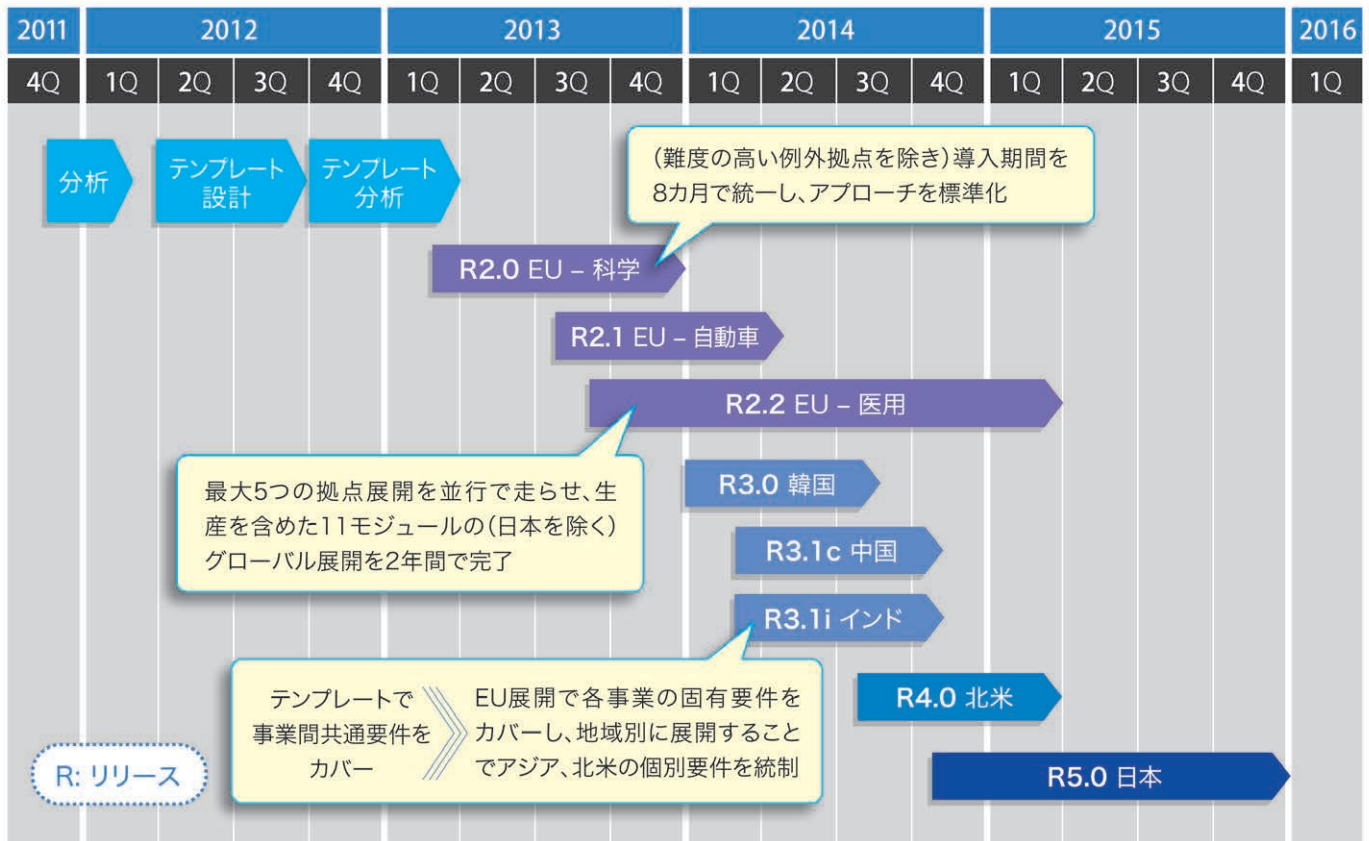 2011 2012 2013 2014 2015 2016
4Q 1Q 2Q 3Q 4Q 1Q 2Q 3Q 4Q 1Q 2Q 3Q 4Q 1Q 2Q 3Q 4Q 1Q
分析
テンプレート
設計
テンプレート
分析
(難度の高い例外拠点を除き)導入期間を
8カ月で統一し、アプローチを標準化
R2.0 EU – 科学
R2.1 EU – 自動車
R2.2 EU – 医用
最大5つの拠点展開を並行で走らせ、生
産を含めた11モジュールの(日本を除く)
グローバル展開を2年間で完了
R3.0 韓国
R3.1c 中国
R3.1i インド
テンプレートで
事業間共通要件を
カバー
EU展開で各事業の固有要件を
カバーし、地域別に展開すること
でアジア、北米の個別要件を統制
R4.0 北米
R5.0 日本
R: リリース